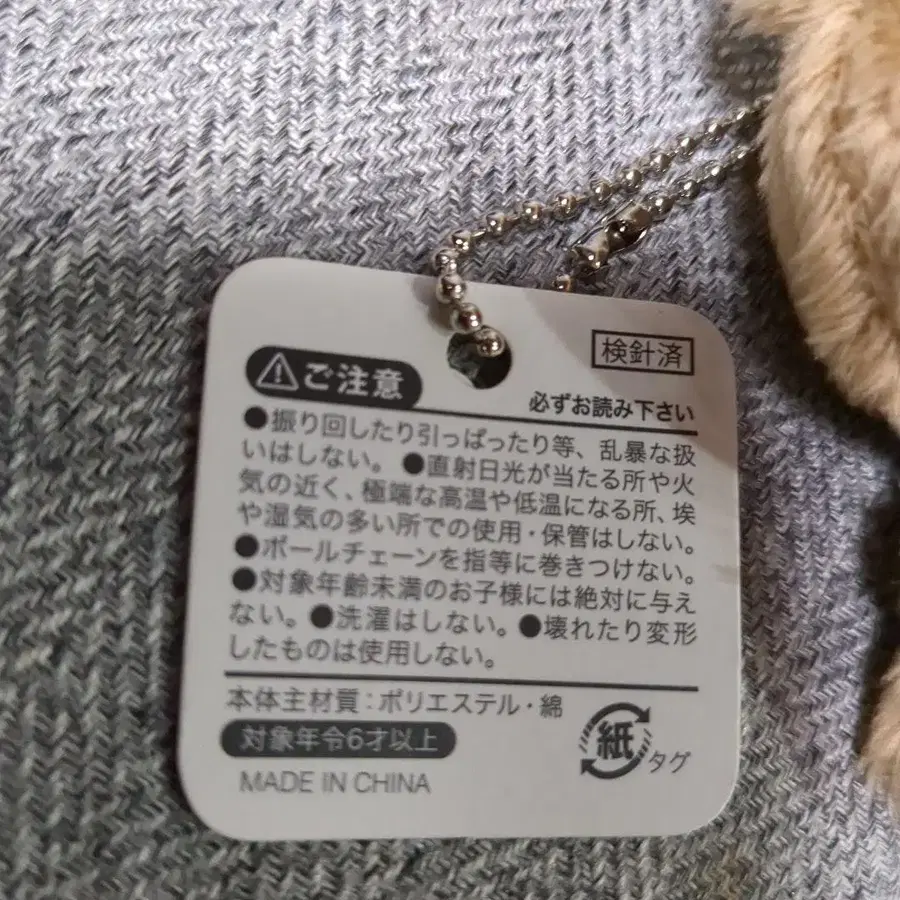 検針済
⚠ご注意
必ずお読み下さい
●振り回したり引っぱったり等、乱暴な扱
いはしない。●直射日光が当たる所や火
気の近く、極端な高温や低温になる所、埃
や湿気の多い所での使用・保管はしない。
●ボールチェーンを指等に巻きつけない。
●対象年齢未満のお子様には絶対に与え
ない。●洗濯はしない。●壊れたり変形
したものは使用しない。
本体主材質：ポリエステル・綿
対象年令6才以上
紙 タグ
MADE IN CHINA